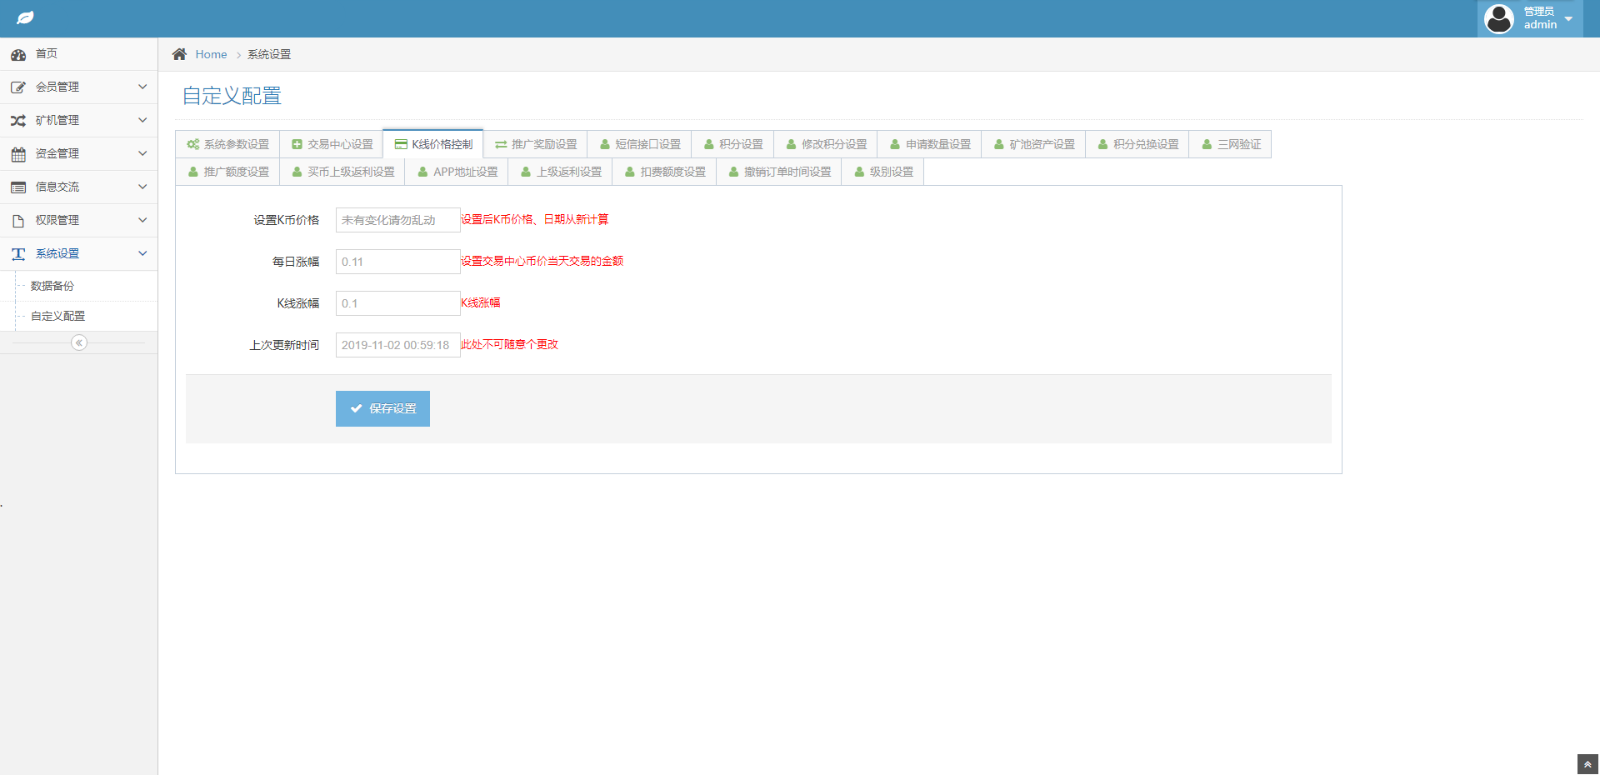 管理员
admin
首页
会员管理
矿机管理
资金管理
信息交流
权限管理
系统设置
数据备份
自定义配置
Home > 系统设置
自定义配置
系统参数设置 交易中心设置 K线价格控制 推广奖励设置 短信接口设置 积分设置 修改积分设置 申请数量设置 矿池资产设置 积分兑换设置 三网验证
推广额度设置 买币上级返利设置 APP地址设置 上级返利设置 扣费额度设置 撤销订单时间设置 级别设置
设置K币价格 未有变化请勿乱动 设置后K币价格、日期从新计算
每日涨幅 0.11 设置交易中心币价当天交易的金额
K线涨幅 0.1 K线涨幅
上次更新时间 2019-11-02 00:59:18 此处不可随意个更改
保存设置